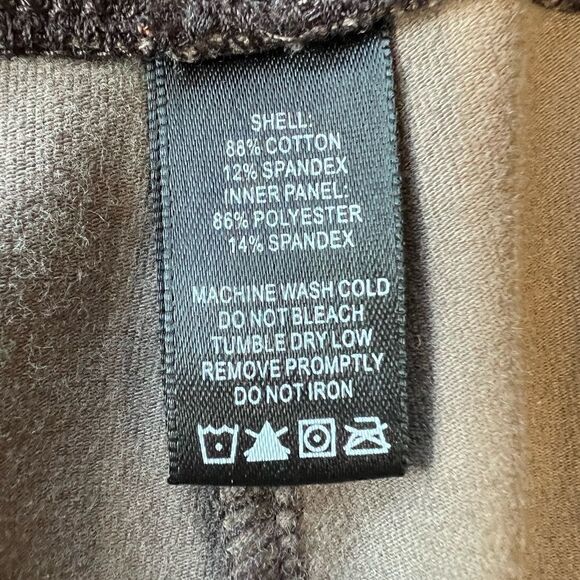 SHELL:
88% COTTON
12% SPANDEX
INNER PANEL:
86% POLYESTER
14% SPANDEX
MACHINE WASH COLD
DO NOT BLEACH
TUMBLE DRY LOW
REMOVE PROMPTLY
DO NOT IRON